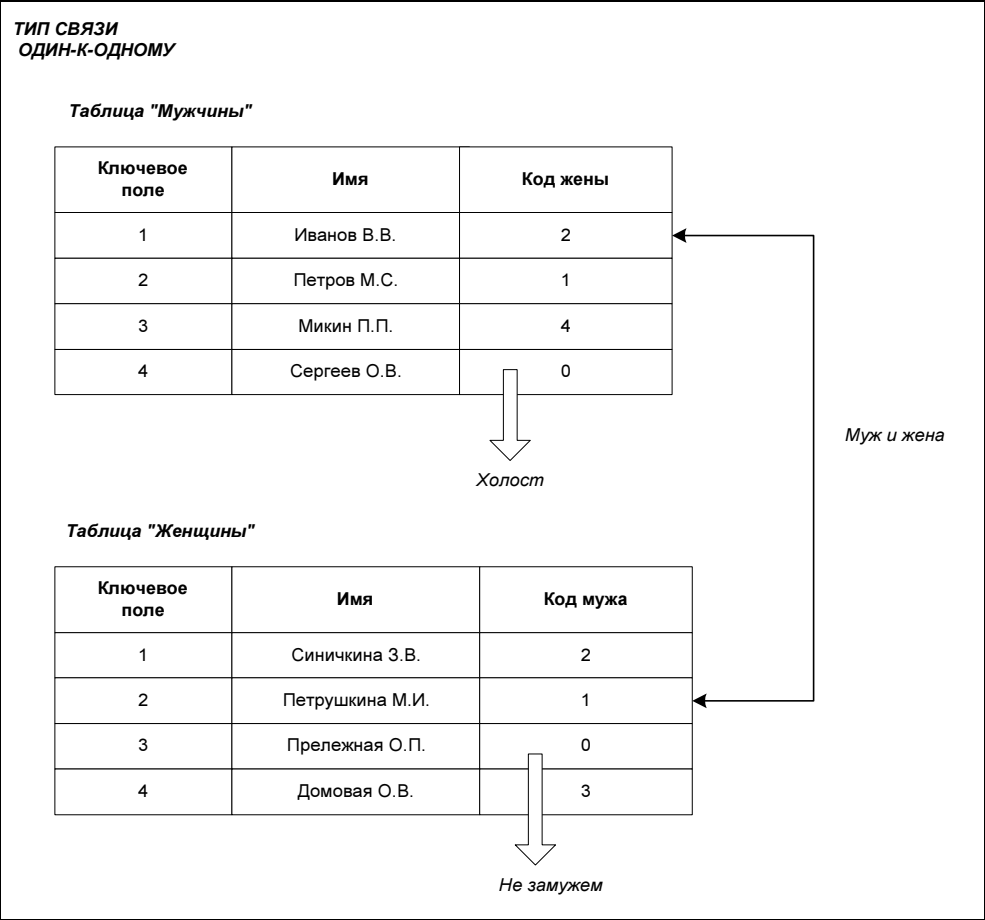 ТИП СВЯЗИ
ОДИН-К-ОДНОМУ
Таблица "Мужчины"
Ключевое поле Имя Код жены
1 Иванов В.В. 2
2 Петров М.С. 1
3 Микин П.П. 4
4 Сергеев О.В. 0
Муж и жена
Холост
Таблица "Женщины"
Ключевое поле Имя Код мужа
1 Синичкина З.В. 2
2 Петрушкина М.И. 1
3 Прележная О.П. 0
4 Домовая О.В. 3
Не замужем